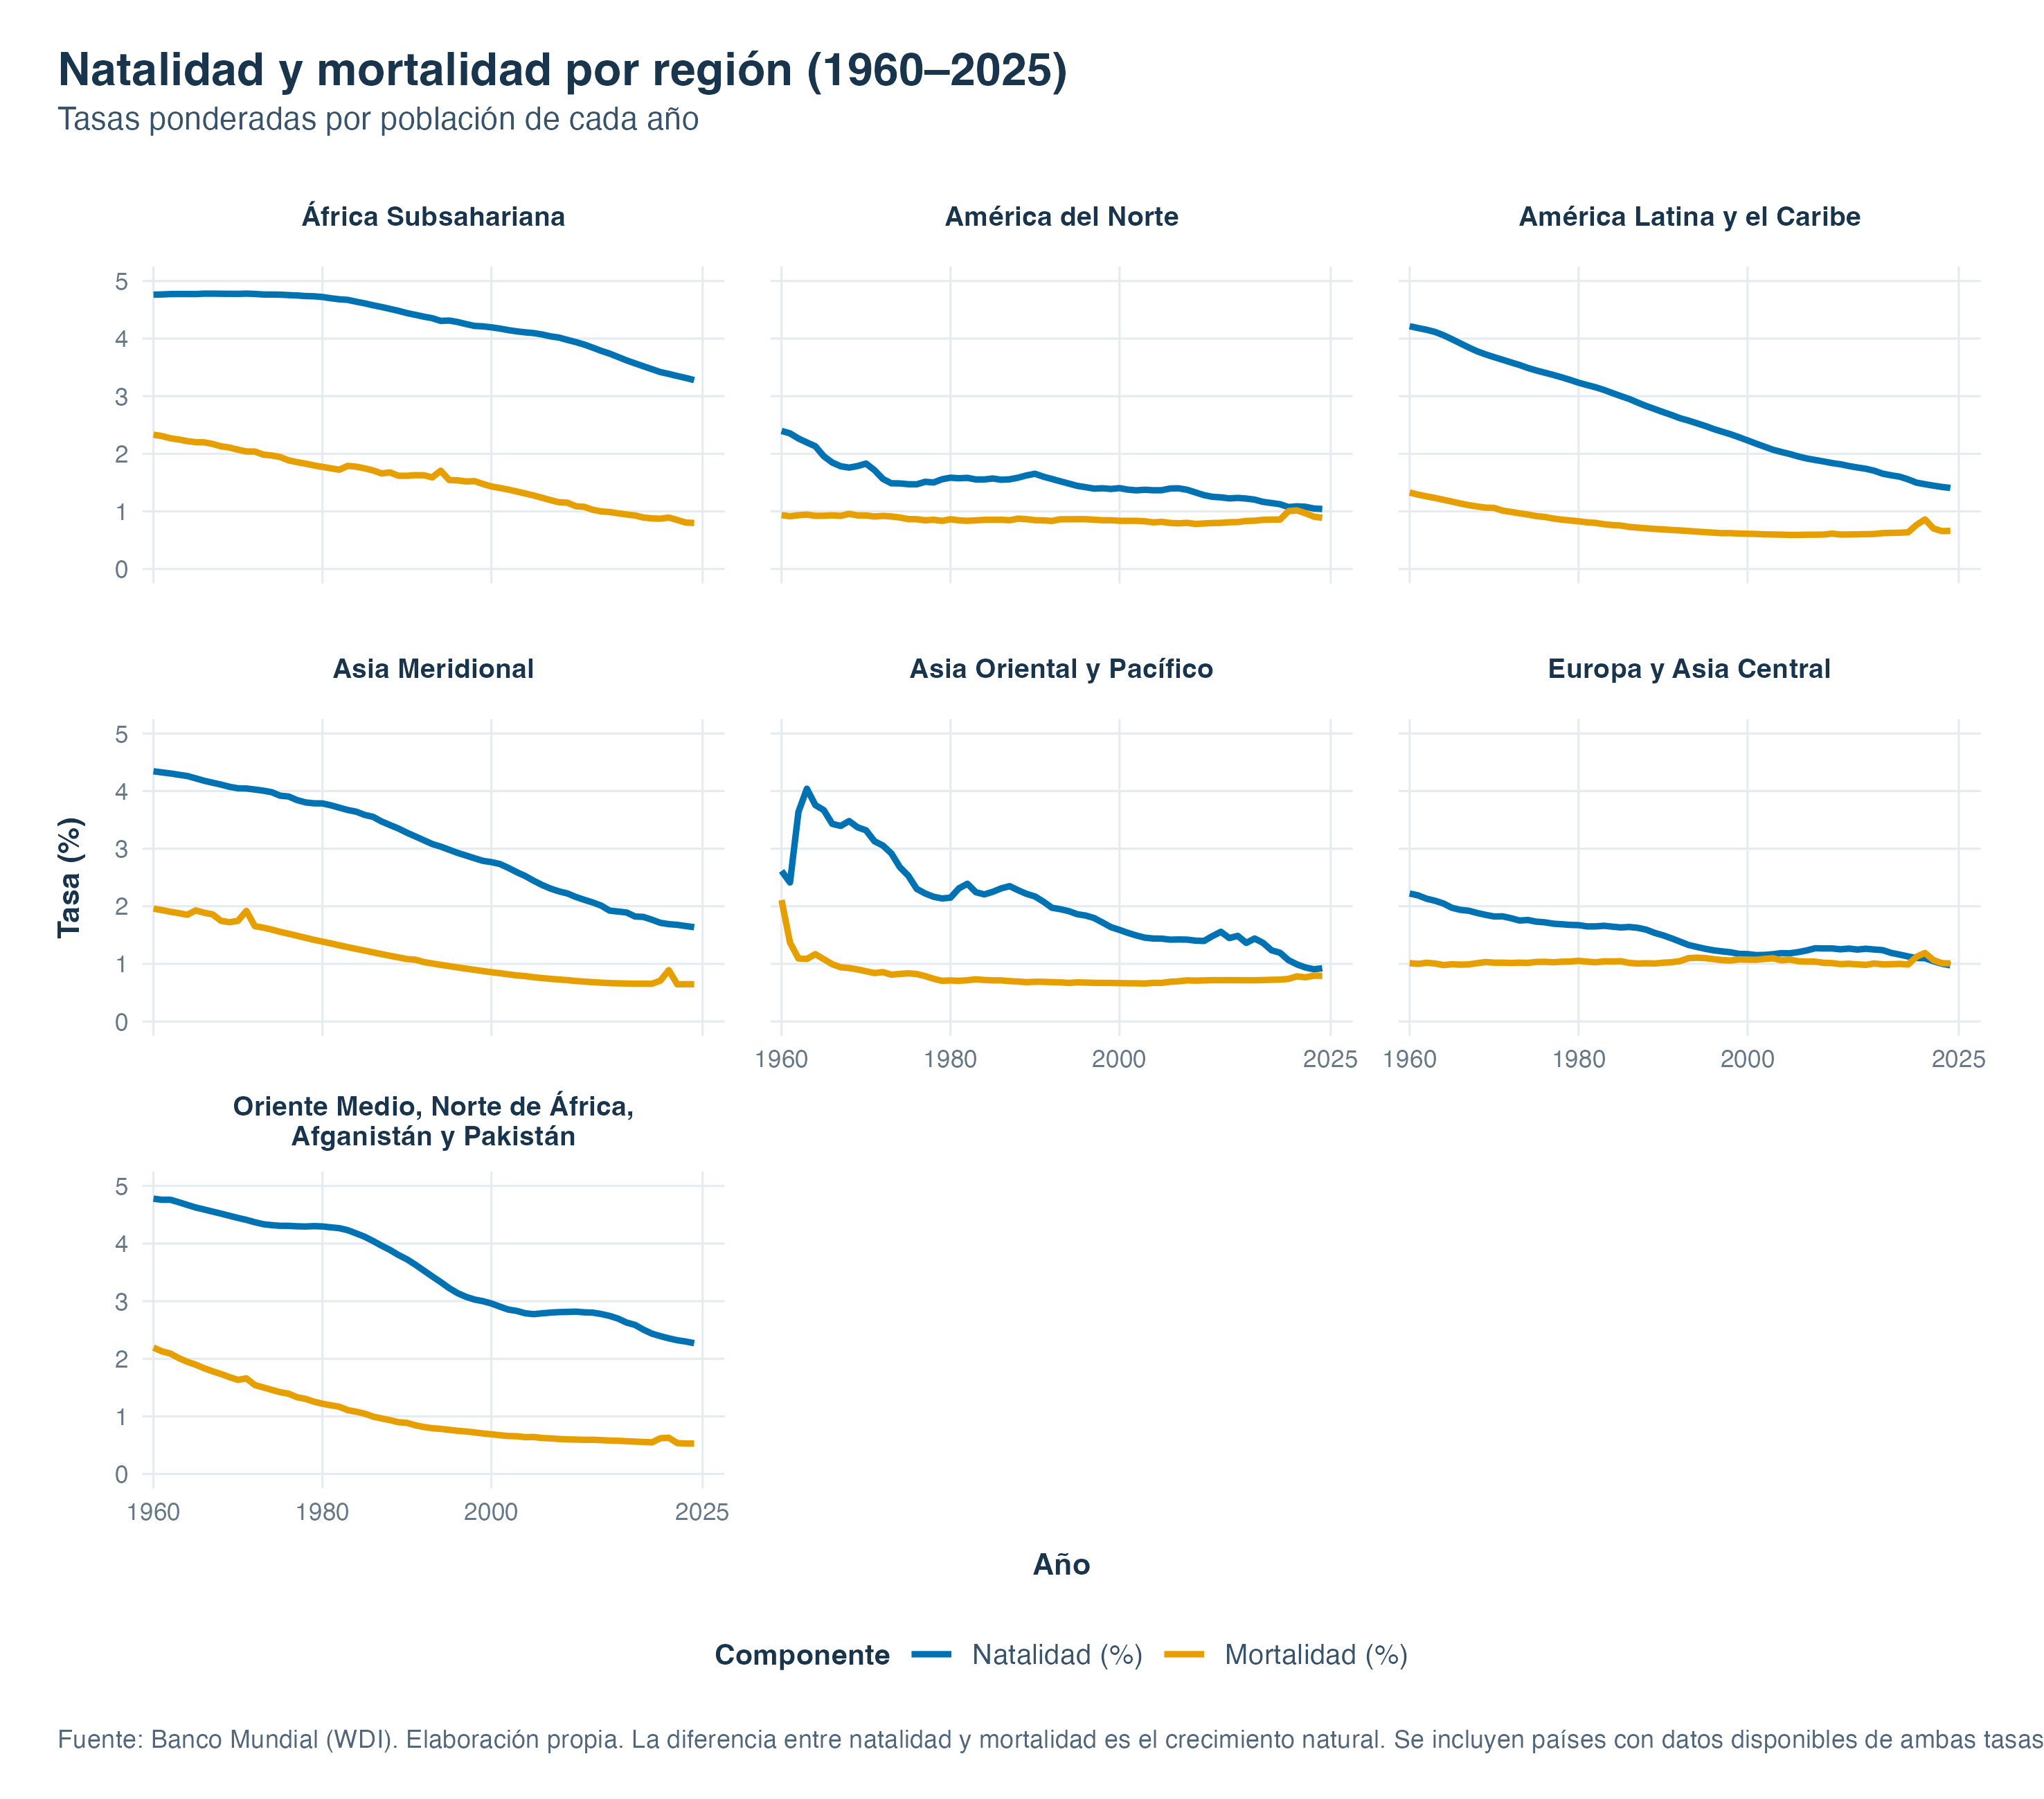 Natalidad y mortalidad por región (1960–2025)
Tasas ponderadas por población de cada año
África Subsahariana
América del Norte
América Latina y el Caribe
5
4
3
2
1
0
Asia Meridional
Asia Oriental y Pacífico
Europa y Asia Central
Tasa (%)
5
4
3
2
1
0
1960 1980 2000 2025
1960 1980 2000 2025
Oriente Medio, Norte de África,
Afganistán y Pakistán
5
4
3
2
1
0
1960 1980 2000 2025
Año
Componente Natalidad (%) Mortalidad (%)
Fuente: Banco Mundial (WDI). Elaboración propia. La diferencia entre natalidad y mortalidad es el crecimiento natural. Se incluyen países con datos disponibles de ambas tasas